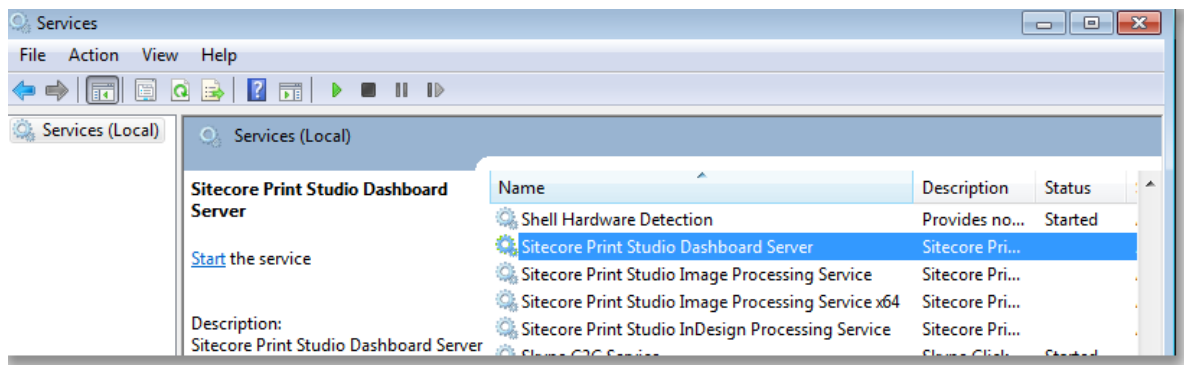 Services
File Action View Help
Services (Local)
Services (Local)
Sitecore Print Studio Dashboard Server
Start the service
Description:
Sitecore Print Studio Dashboard Server
Name Description Status
Shell Hardware Detection Provides no... Started
Sitecore Print Studio Dashboard Server Sitecore Pri...
Sitecore Print Studio Image Processing Service Sitecore Pri...
Sitecore Print Studio Image Processing Service x64 Sitecore Pri...
Sitecore Print Studio InDesign Processing Service Sitecore Pri...